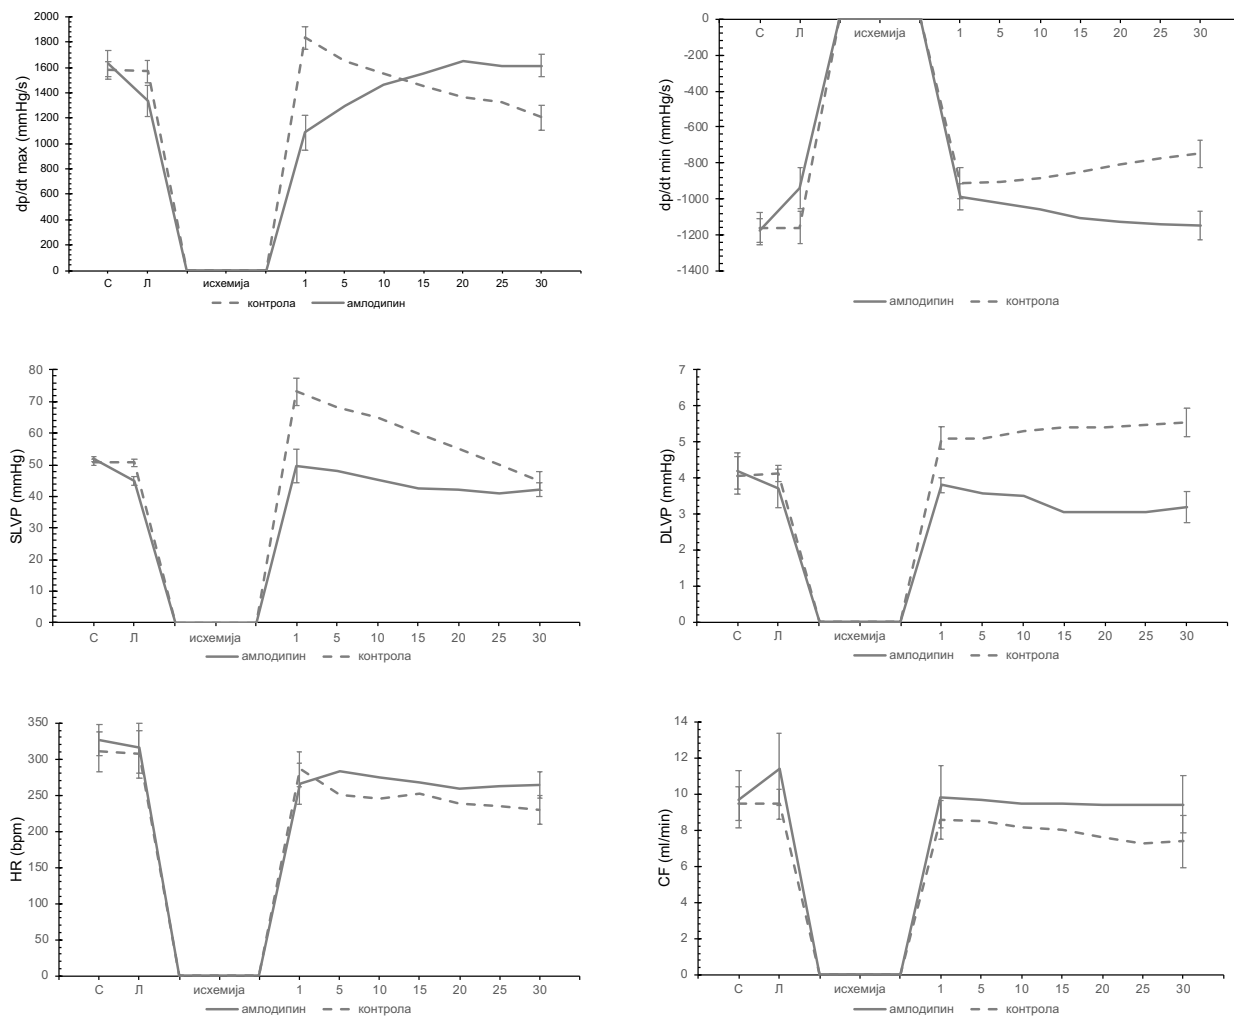 dp/dt max (mmHg/s)
2000
1800
1600
1400
1200
1000
800
600
400
200
0
С Л исхемија 1 5 10 15 20 25 30
контрола амлодипин
dp/dt min (mmHg/s)
0
-200
-400
-600
-800
-1000
-1200
-1400
С Л исхемија 1 5 10 15 20 25 30
амлодипин контрола
SLVP (mmHg)
80
70
60
50
40
30
20
10
0
С Л исхемија 1 5 10 15 20 25 30
амлодипин контрола
DLVP (mmHg)
7
6
5
4
3
2
1
0
С Л исхемија 1 5 10 15 20 25 30
амлодипин контрола
HR (bpm)
350
300
250
200
150
100
50
0
С Л исхемија 1 5 10 15 20 25 30
амлодипин контрола
CF (ml/min)
14
12
10
8
6
4
2
0
С Л исхемија 1 5 10 15 20 25 30
амлодипин контрола